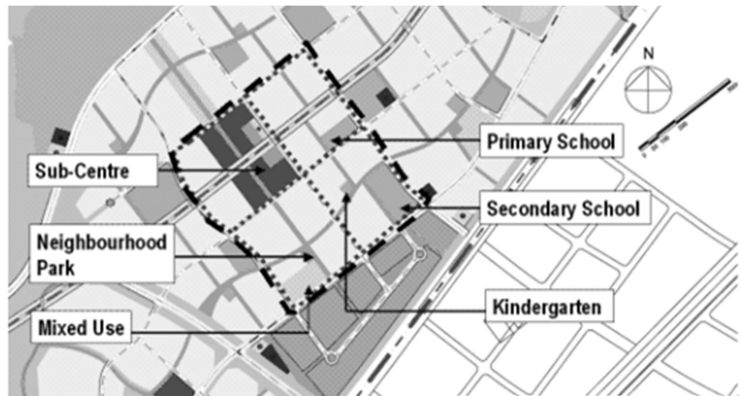 N
Primary School
Sub-Centre
Secondary School
Neighbourhood
Park
Kindergarten
Mixed Use